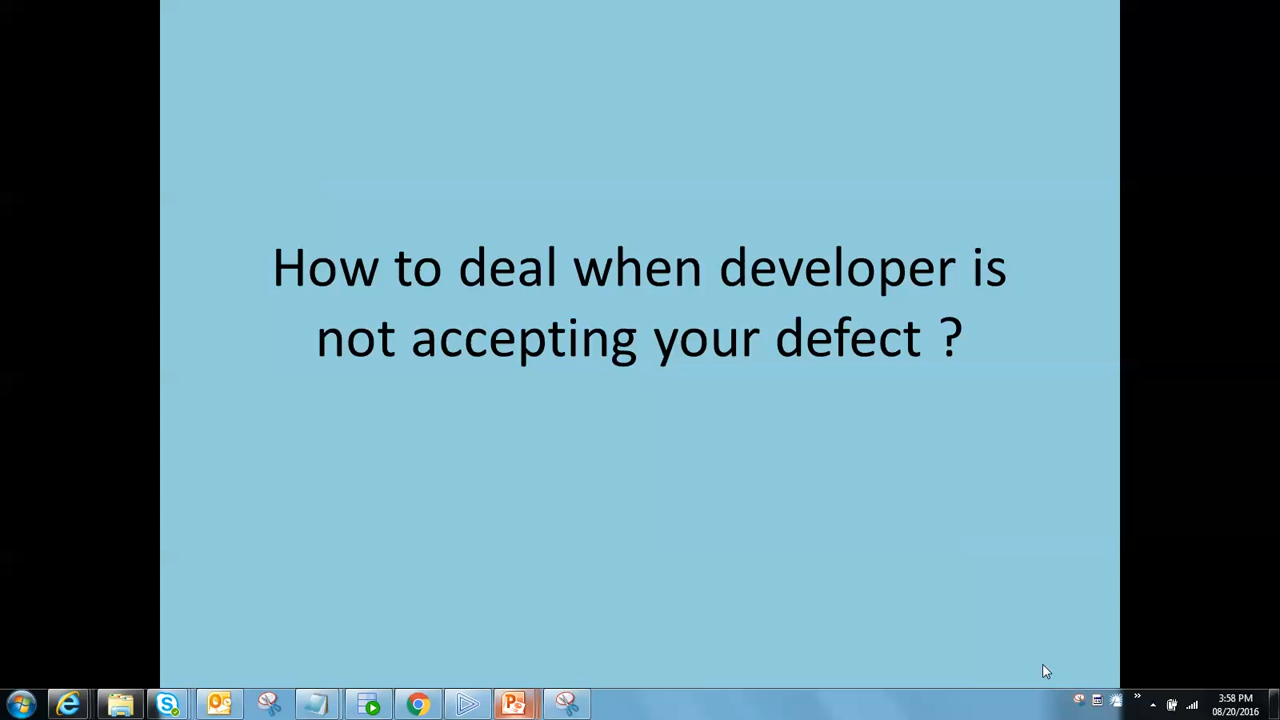 How to deal when developer is
not accepting your defect ?
3:58 PM
08/20/2016